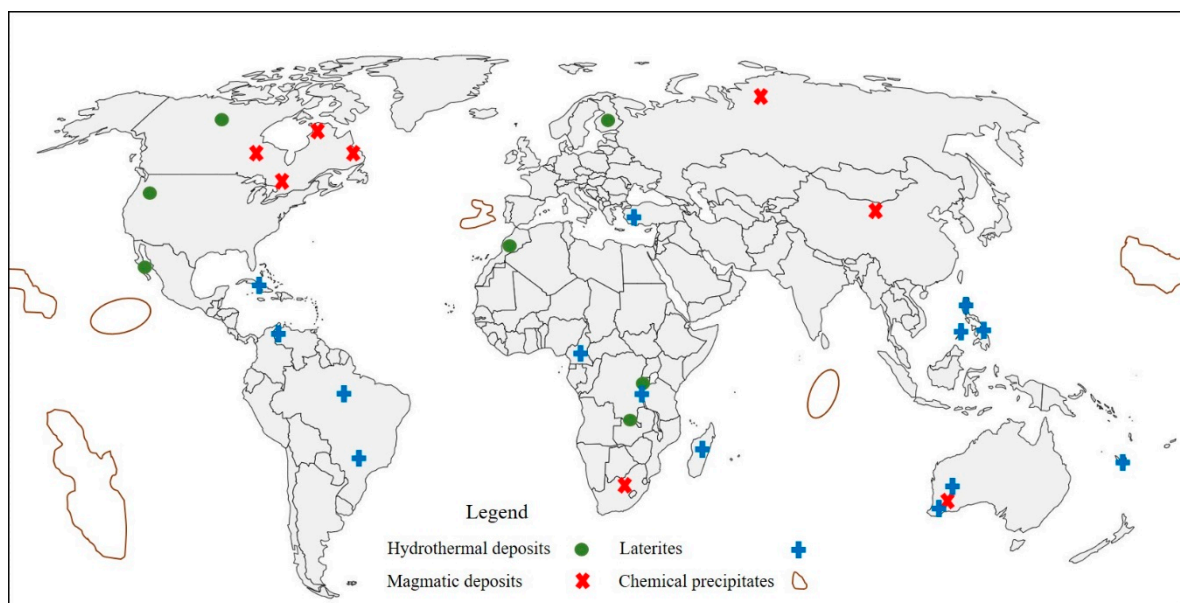 Legend
Hydrothermal deposits Laterites
Magmatic deposits Chemical precipitates